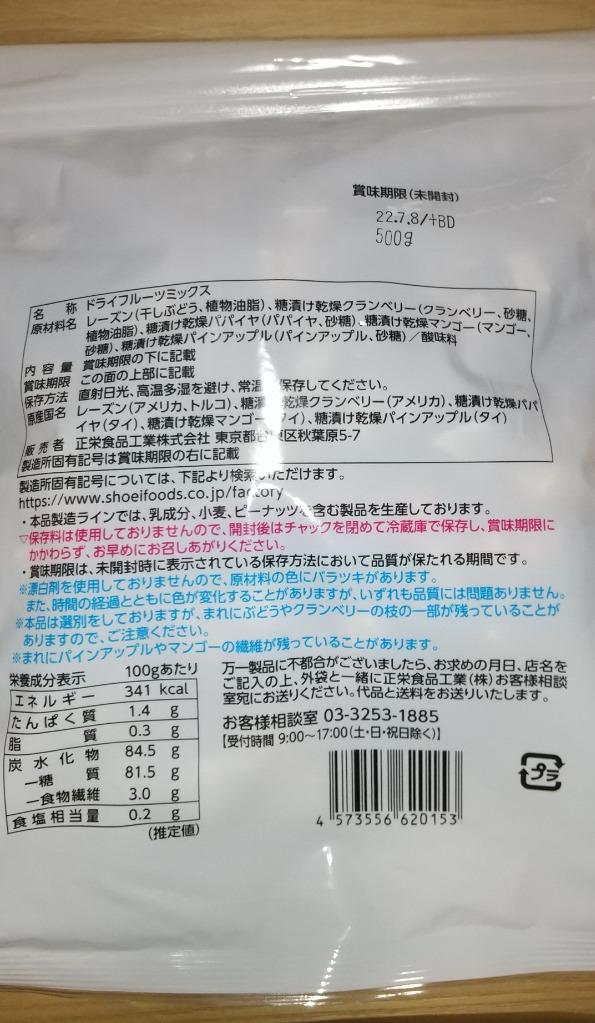 賞味期限(未開封)
22.7.8/+BD
500g
名 称 ドライフルーツミックス
原材料名 レーズン(干しぶどう、植物油脂)、糖漬け乾燥クランベリー(クランベリー、砂糖、
植物油脂)、糖漬け乾燥パパイヤ(パパイヤ、砂糖)、糖漬け乾燥マンゴー(マンゴー、
砂糖)、糖漬け乾燥パインアップル(パインアップル、砂糖)/酸味料
内 容 量 賞味期限の下に記載
賞味期限 この面の上部に記載
保存方法 直射日光、高温多湿を避け、常温 保存してください。
原産国名 レーズン(アメリカ、トルコ)、糖 乾燥クランベリー(アメリカ)、糖漬け乾燥パパ
イヤ(タイ)、糖漬け乾燥マンゴー イ)、糖漬け乾燥パインアップル(タイ)
販 売 者 正栄食品工業株式会社 東京都台 区秋葉原5-7
製造所固有記号は賞味期限の右に記載
製造所固有記号については、下記より検索いただけます。
https://www.shoeifoods.co.jp/factory
・本品製造ラインでは、乳成分、小麦、ピーナッツを含む製品を生産しております。
▽保存料は使用しておりませんので、開封後はチャックを閉めて冷蔵庫で保存し、賞味期限に
かかわらず、お早めにお召しあがりください。
・賞味期限は、未開封時に表示されている保存方法において品質が保たれる期間です。
※漂白剤を使用しておりませんので、原材料の色にバラツキがあります。
また、時間の経過とともに色が変化することがありますが、いずれも品質には問題ありません。
※本品は選別をしておりますが、まれにぶどうやクランベリーの枝の一部が残っていることが
ありますので、ご注意ください。
※まれにパインアップルやマンゴーの繊維が残っていることがあります。
栄養成分表示 100gあたり
エネルギー 341 kcal
たんぱく質 1.4 g
脂 質 0.3 g
炭水化物 84.5 g
―糖 質 81.5 g
―食物繊維 3.0 g
食塩相当量 0.2 g
(推定値)
万一製品に不都合がございましたら、お求めの月日、店名を
ご記入の上、外袋と一緒に正栄食品工業(株)お客様相談
室宛にお送りください。代品と送料をお送りいたします。
お客様相談室 03-3253-1885
【受付時間 9:00～17:00(土・日・祝日除く)】
プラ
4 573556 620153